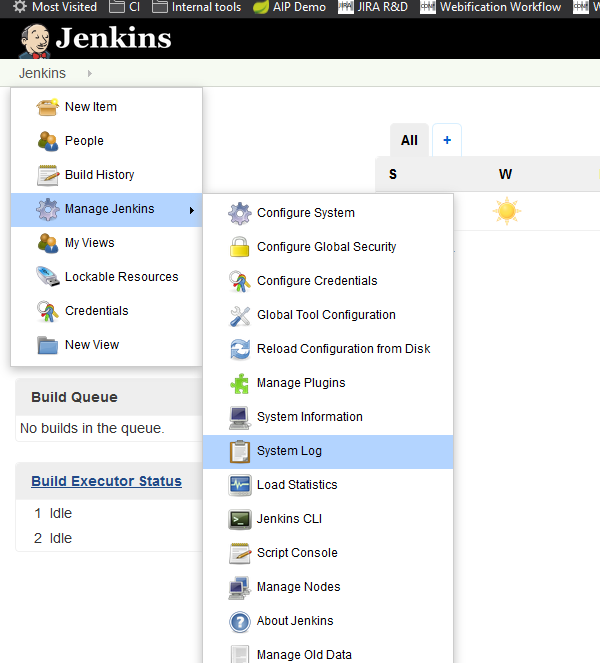 Most Visited CI Internal tools AIP Demo JIRA R&D Webification Workflow
Jenkins
Jenkins
New Item
People
Build History
Manage Jenkins
My Views
Lockable Resources
Credentials
New View
All +
S W
Configure System
Configure Global Security
Configure Credentials
Global Tool Configuration
Reload Configuration from Disk
Manage Plugins
System Information
System Log
Load Statistics
Jenkins CLI
Script Console
Manage Nodes
About Jenkins
Manage Old Data
Build Queue
No builds in the queue.
Build Executor Status
1 Idle
2 Idle